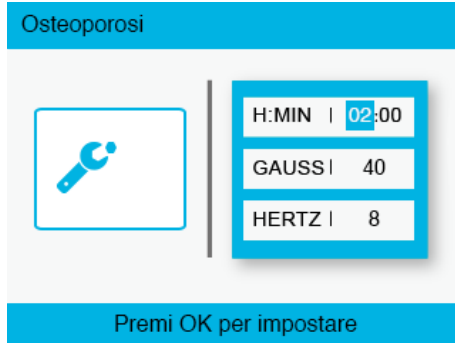 Osteoporosi
H:MIN | 02:00
GAUSS | 40
HERTZ | 8
Premi OK per impostare